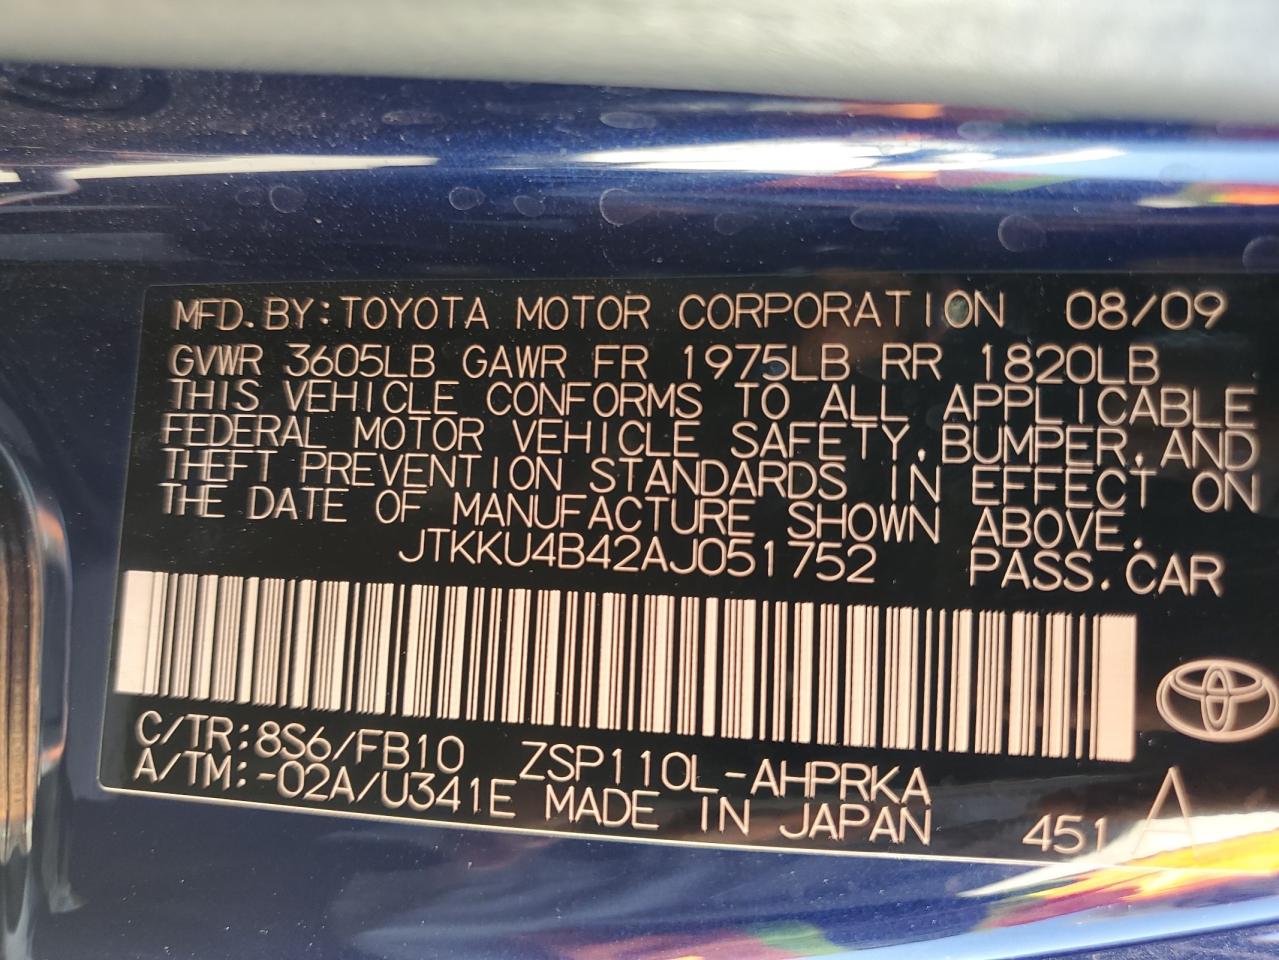 MFD. BY: TOYOTA MOTOR CORPORATION 08/09
GVWR 3605LB GAWR FR 1975LB RR 1820LB
THIS VEHICLE CONFORMS TO ALL APPLICABLE
FEDERAL MOTOR VEHICLE SAFETY, BUMPER, AND
THEFT PREVENTION STANDARDS IN EFFECT ON
THE DATE OF MANUFACTURE SHOWN ABOVE.
JTKKU4B42AJ051752 PASS. CAR
C/TR: 8S6/FB10 ZSP110L-AHPRKA
A/TM: -02A/U341E MADE IN JAPAN 451 A